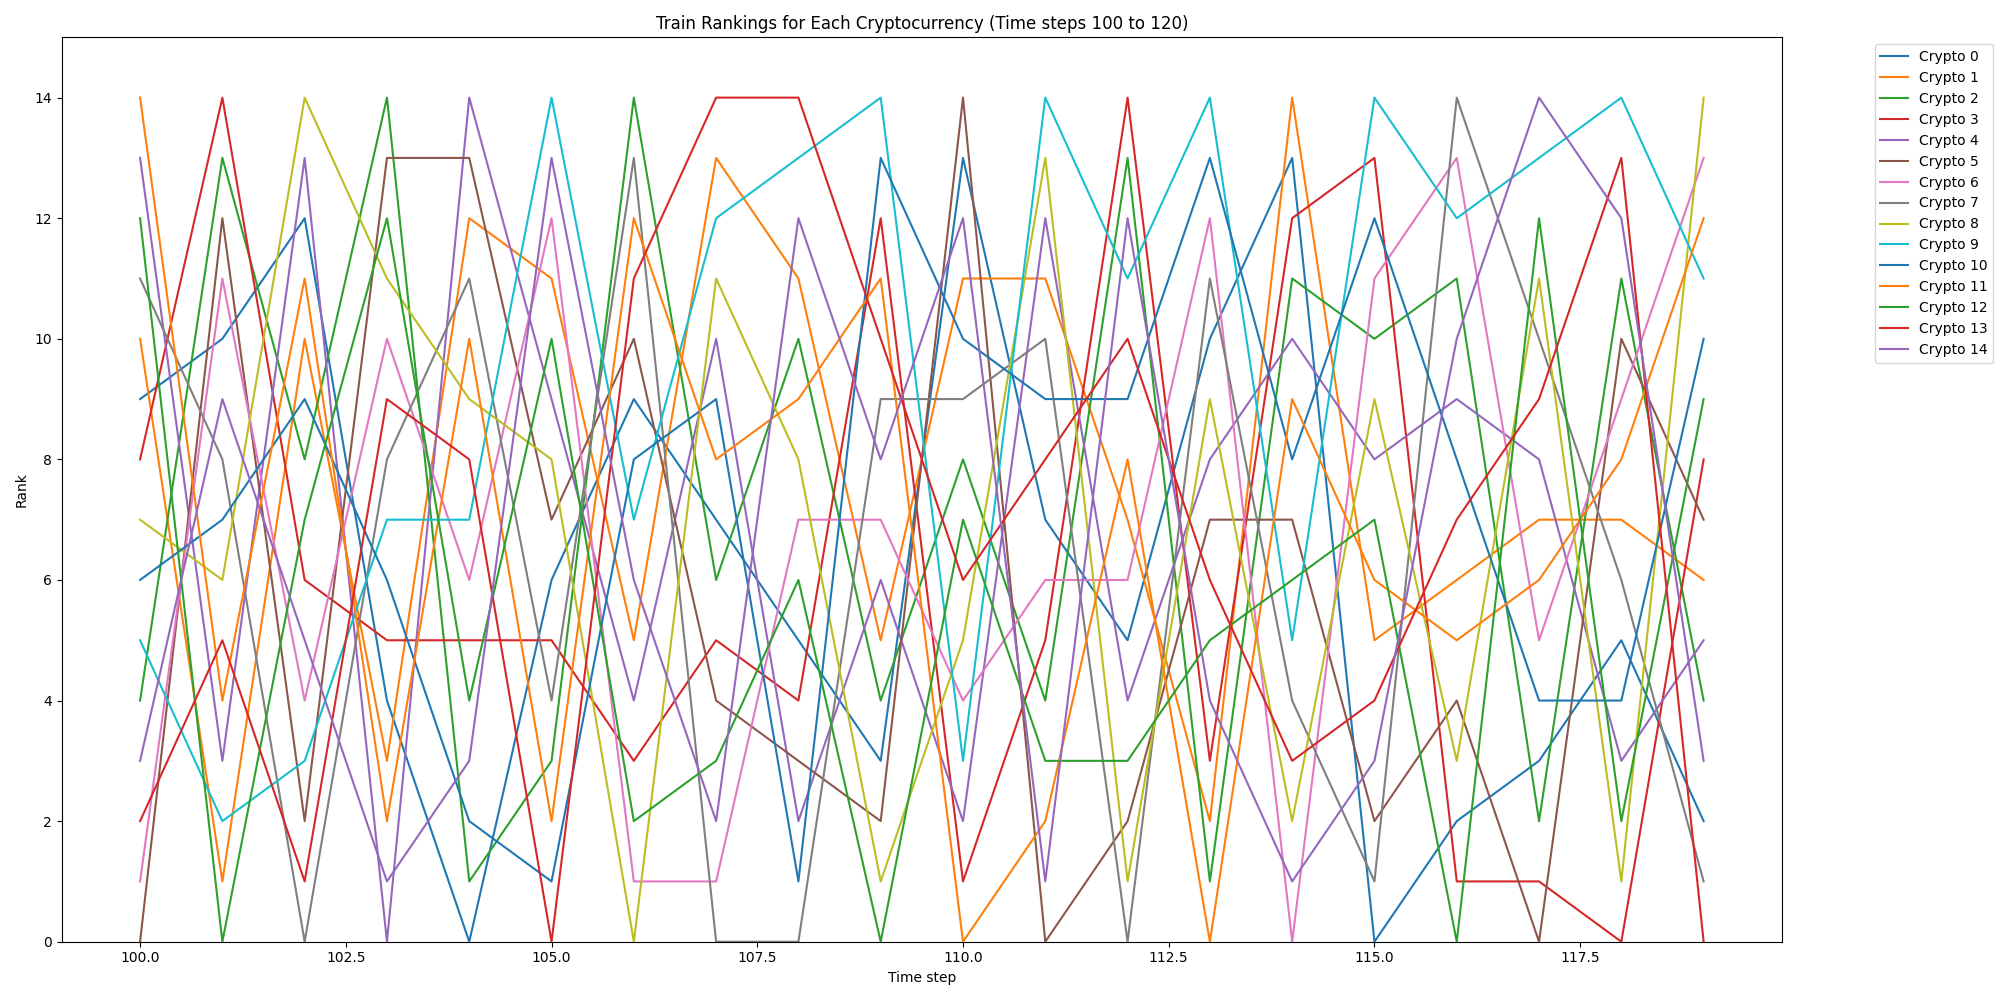 Train Rankings for Each Cryptocurrency (Time steps 100 to 120)
Rank
14
12
10
8
6
4
2
0
100.0
102.5
105.0
107.5
110.0
112.5
115.0
117.5
Time step
Crypto 0
Crypto 1
Crypto 2
Crypto 3
Crypto 4
Crypto 5
Crypto 6
Crypto 7
Crypto 8
Crypto 9
Crypto 10
Crypto 11
Crypto 12
Crypto 13
Crypto 14